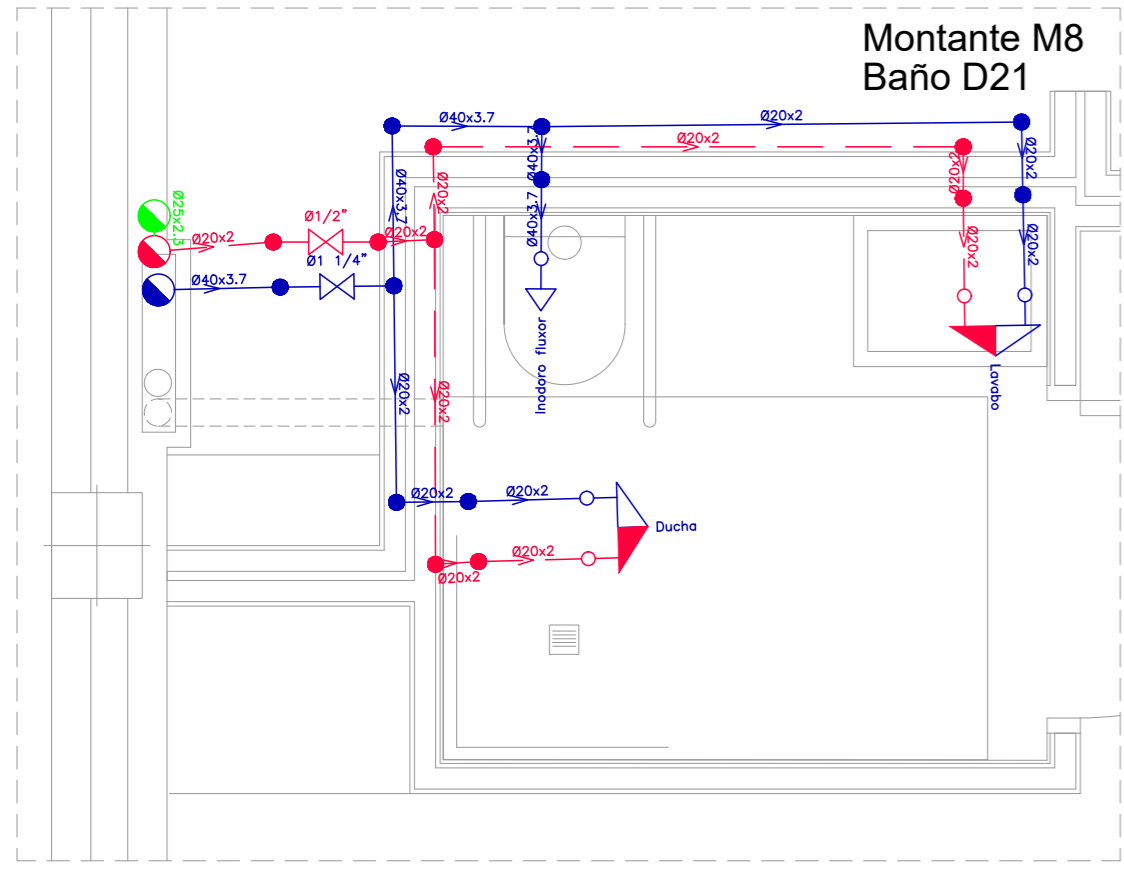 Montante M8
Baño D21
Ø40x3.7
Ø20x2
Ø20x2
Ø40x3.7
Ø20x2
Ø20x2
Ø25x2.3
Ø20x2
Ø40x3.7
Ø20x2
Ø1/2"
Ø20x2
Ø20x2
Ø40x3.7
Ø20x2
Ø20x2
Ø1 1/4"
Ø40x3.7
Inodoro fluxor
Ø20x2
Ø20x2
Lavabo
Ø20x2
Ø20x2
Ducha
Ø20x2
Ø20x2